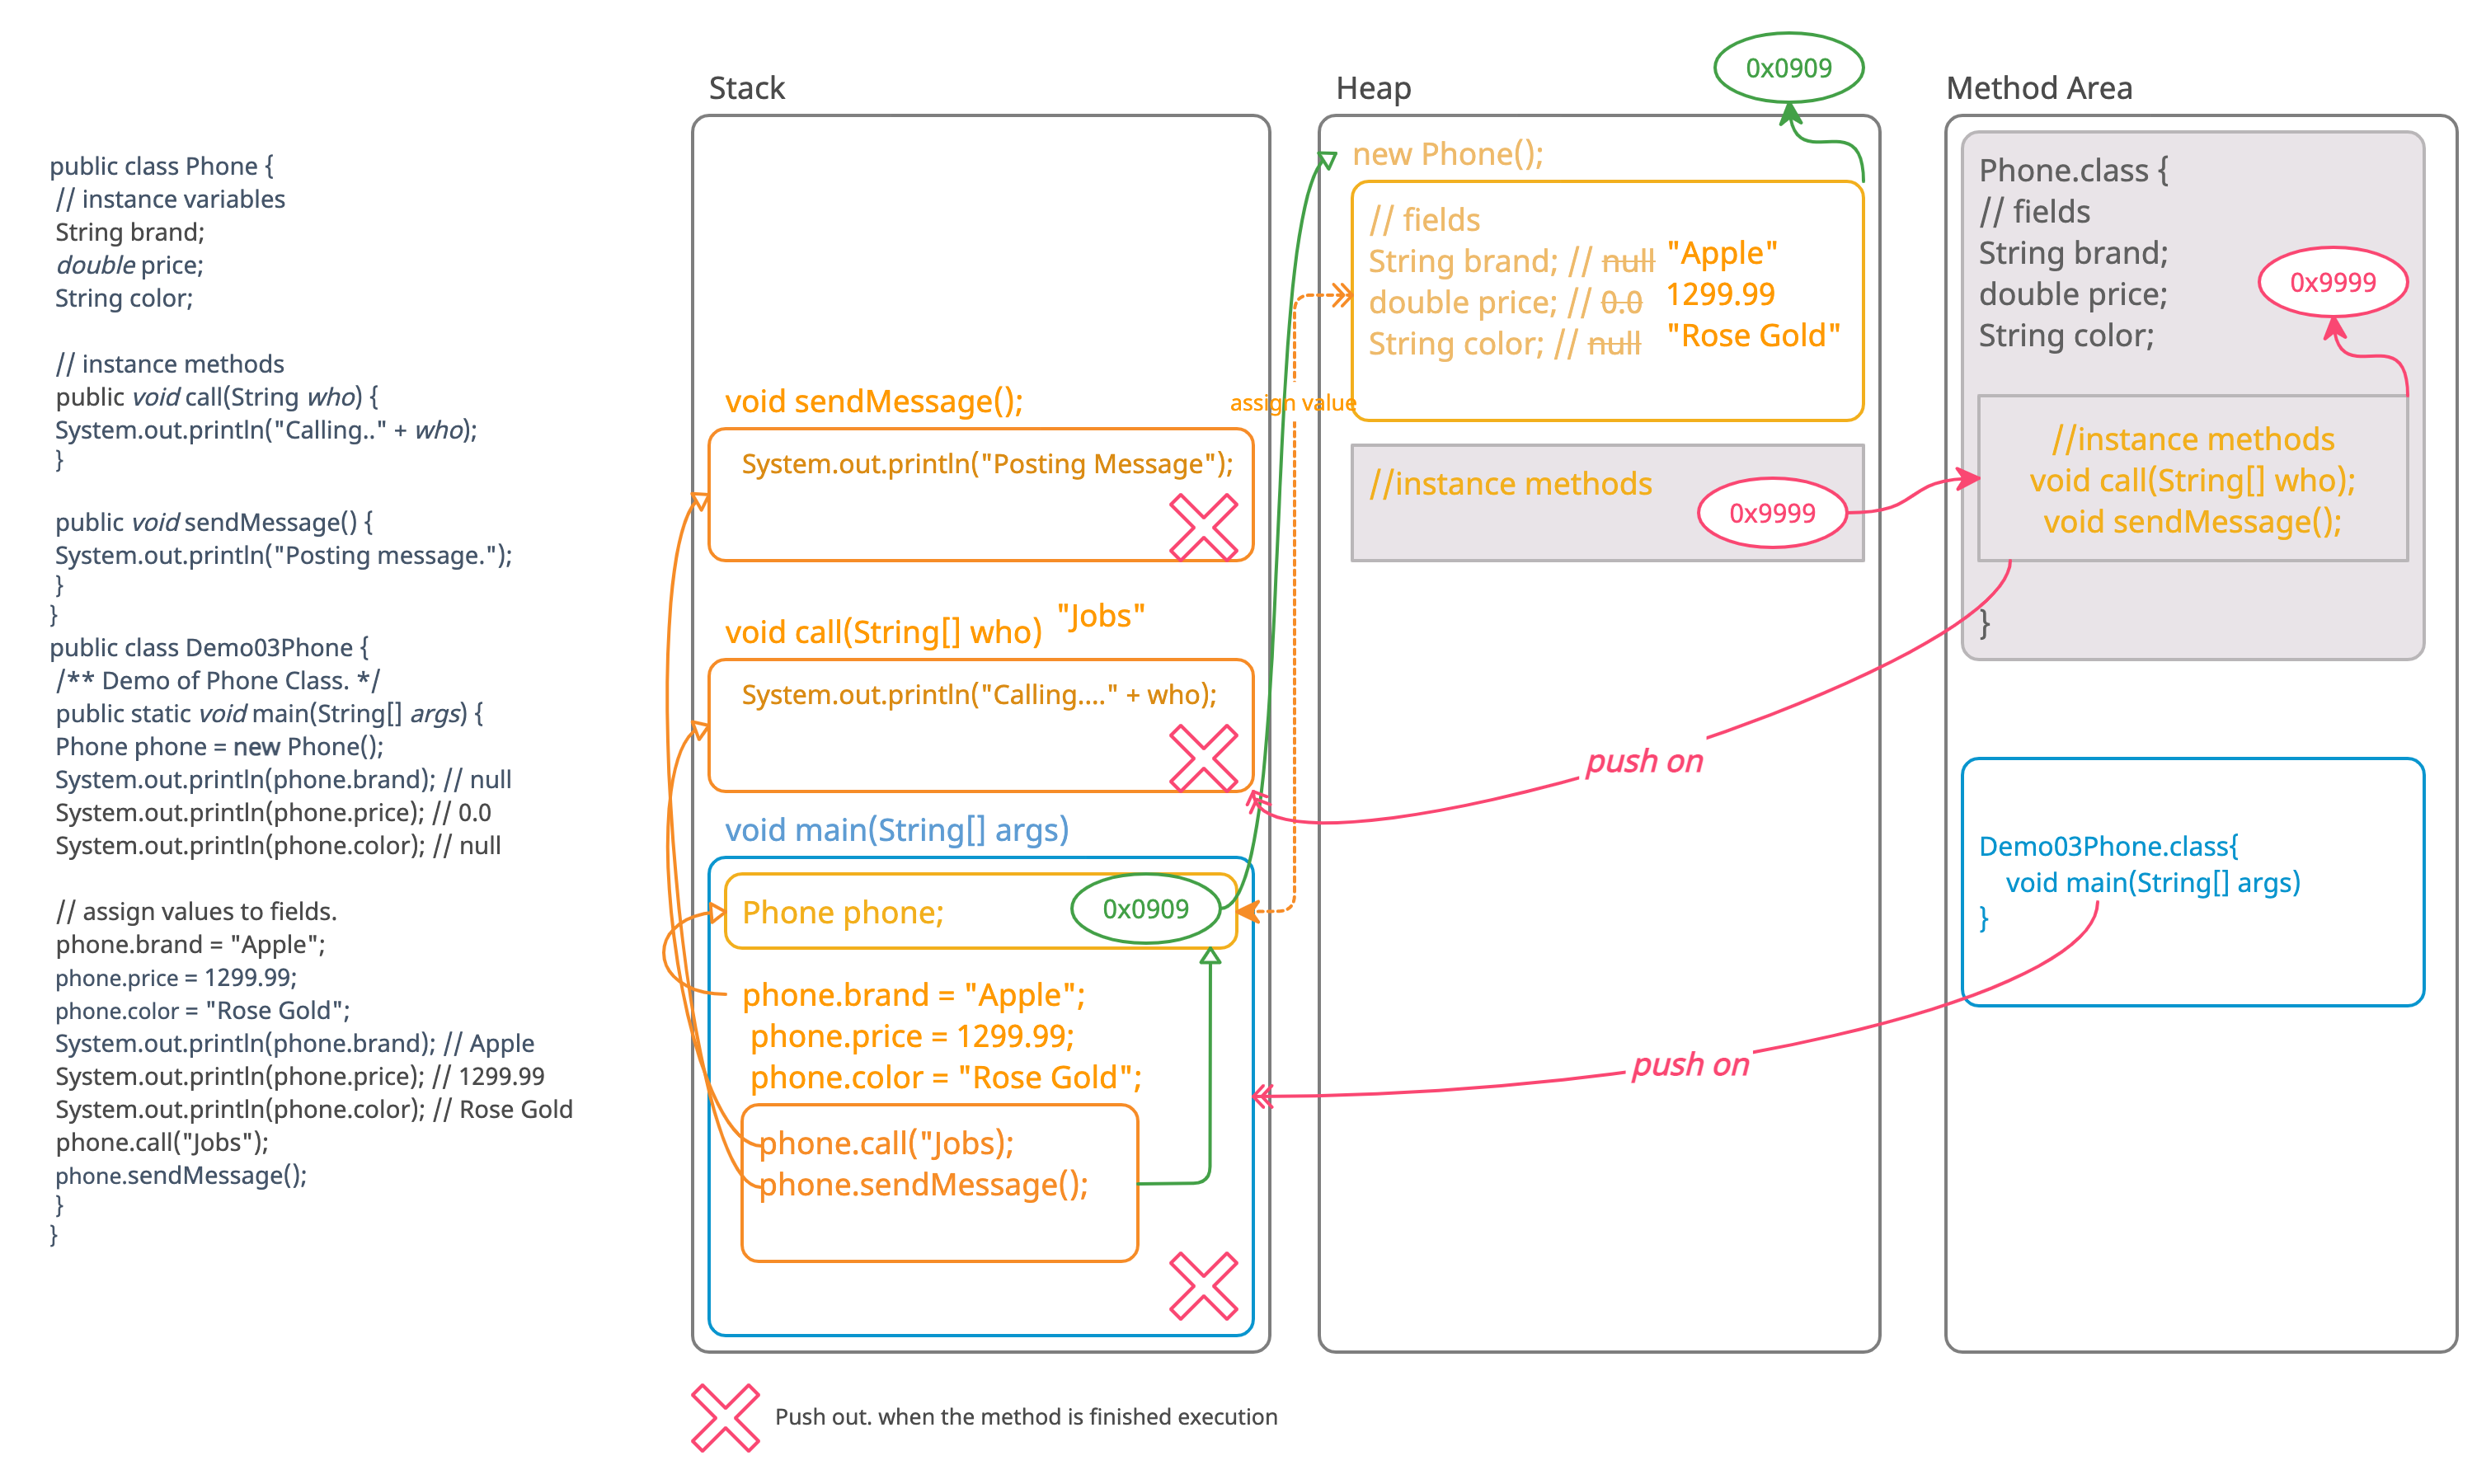 public class Phone {
// instance variables
String brand;
double price;
String color;
// instance methods
public void call(String who) {
System.out.println("Calling.." + who);
}
public void sendMessage() {
System.out.println("Posting message.");
}
}
public class Demo03Phone {
/** Demo of Phone Class. */
public static void main(String[] args) {
Phone phone = new Phone();
System.out.println(phone.brand); // null
System.out.println(phone.price); // 0.0
System.out.println(phone.color); // null
// assign values to fields.
phone.brand = "Apple";
phone.price = 1299.99;
phone.color = "Rose Gold";
System.out.println(phone.brand); // Apple
System.out.println(phone.price); // 1299.99
System.out.println(phone.color); // Rose Gold
phone.call("Jobs");
phone.sendMessage();
}
}
Stack
void sendMessage();
System.out.println("Posting Message");
void call(String[] who) "Jobs"
System.out.println("Calling...." + who);
void main(String[] args)
Phone phone; 0x0909
phone.brand = "Apple";
phone.price = 1299.99;
phone.color = "Rose Gold";
phone.call("Jobs);
phone.sendMessage();
Push out. when the method is finished execution
assign value
Heap
0x0909
new Phone();
// fields
String brand; // null "Apple"
double price; // 0.0 1299.99
String color; // null "Rose Gold"
//instance methods
0x9999
push on
push on
Method Area
Phone.class {
// fields
String brand;
double price;
String color;
0x9999
//instance methods
void call(String[] who);
void sendMessage();
}
Demo03Phone.class{
void main(String[] args)
}